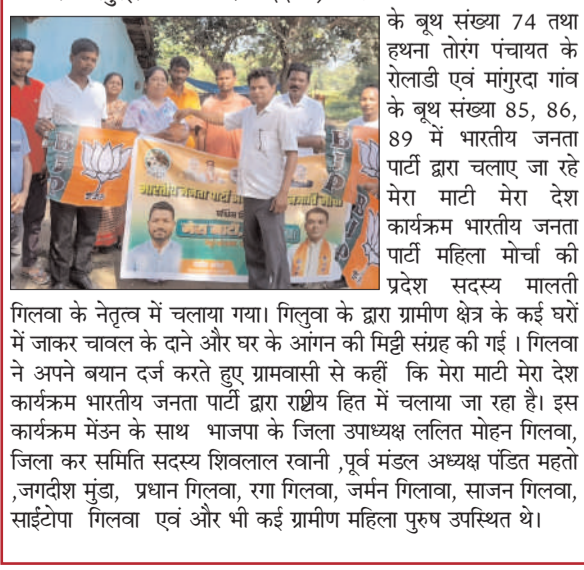 के बूथ संख्या 74 तथा
हथना तोरंग पंचायत के
रोलाडी एवं मांगुरदा गांव
के बूथ संख्या 85, 86,
89 में भारतीय जनता
पार्टी द्वारा चलाए जा रहे
मेरा माटी मेरा देश
कार्यक्रम भारतीय जनता
पार्टी महिला मोर्चा की
प्रदेश सदस्य मालती
गिलवा के नेतृत्व में चलाया गया। गिलुवा के द्वारा ग्रामीण क्षेत्र के कई घरों
में जाकर चावल के दाने और घर के आंगन की मिट्टी संग्रह की गई । गिलवा
ने अपने बयान दर्ज करते हुए ग्रामवासी से कहीं कि मेरा माटी मेरा देश
कार्यक्रम भारतीय जनता पार्टी द्वारा राष्ट्रीय हित में चलाया जा रहा है। इस
कार्यक्रम मेंउन के साथ भाजपा के जिला उपाध्यक्ष ललित मोहन गिलवा,
जिला कर समिति सदस्य शिवलाल रवानी ,पूर्व मंडल अध्यक्ष पंडित महतो
,जगदीश मुंडा, प्रधान गिलवा, रगा गिलवा, जर्मन गिलावा, साजन गिलवा,
साईंटोपा गिलवा एवं और भी कई ग्रामीण महिला पुरुष उपस्थित थे।
भारतीय जनता पार्टी